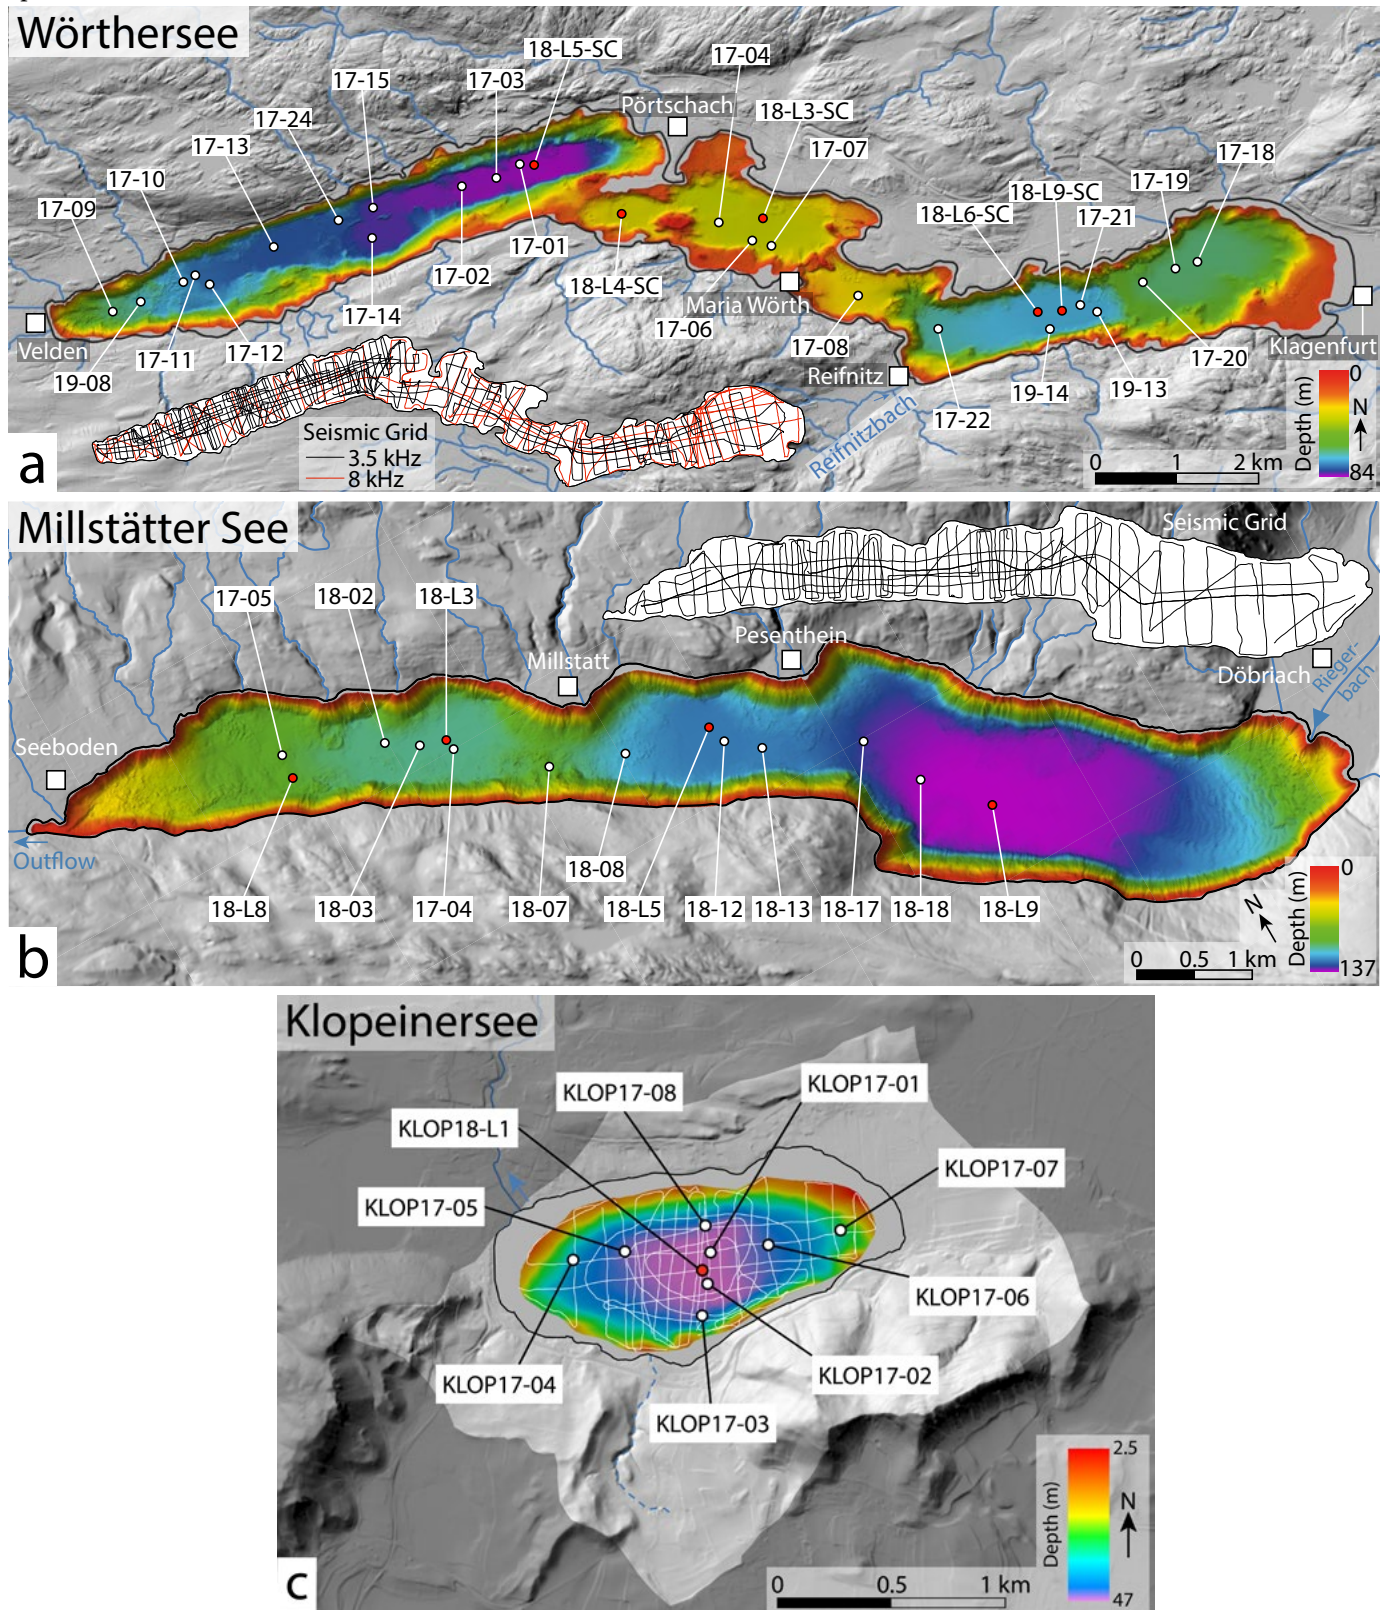 Wörthersee
18-L5-SC
17-04
17-15
17-03
Pörtschach
18-L3-SC
17-24
17-07
17-13
17-18
17-10
17-19
18-L9-SC
17-09
18-L6-SC
17-21
17-01
17-02
18-L4-SC
Maria Wörth
17-14
17-06
17-08
Velden
17-11
17-12
19-08
Reifnitz
17-20
Klagenfurt
19-14
19-13
17-22
Reifnitzbach
Seismic Grid
3.5 kHz
8 kHz
0 1 2 km
Depth (m)
0
84
N
a
Millstätter See
Seismic Grid
17-05
18-02
18-L3
Pesenthein
Millstatt
Döbriach
Rieger-
bach
Seeboden
Outflow
18-08
18-L8
18-03
17-04
18-07
18-L5
18-12
18-13
18-17
18-18
18-L9
N
Depth (m)
0
137
0 0.5 1 km
b
Klopeinersee
KLOP17-08
KLOP17-01
KLOP18-L1
KLOP17-07
KLOP17-05
KLOP17-06
KLOP17-04
KLOP17-02
KLOP17-03
2.5
Depth (m)
N
47
0 0.5 1 km
c